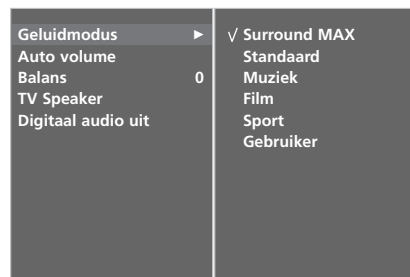 Geluidmodus ►
Auto volume
Balans 0
TV Speaker
Digitaal audio uit
√ Surround MAX
Standaard
Muziek
Film
Sport
Gebruiker